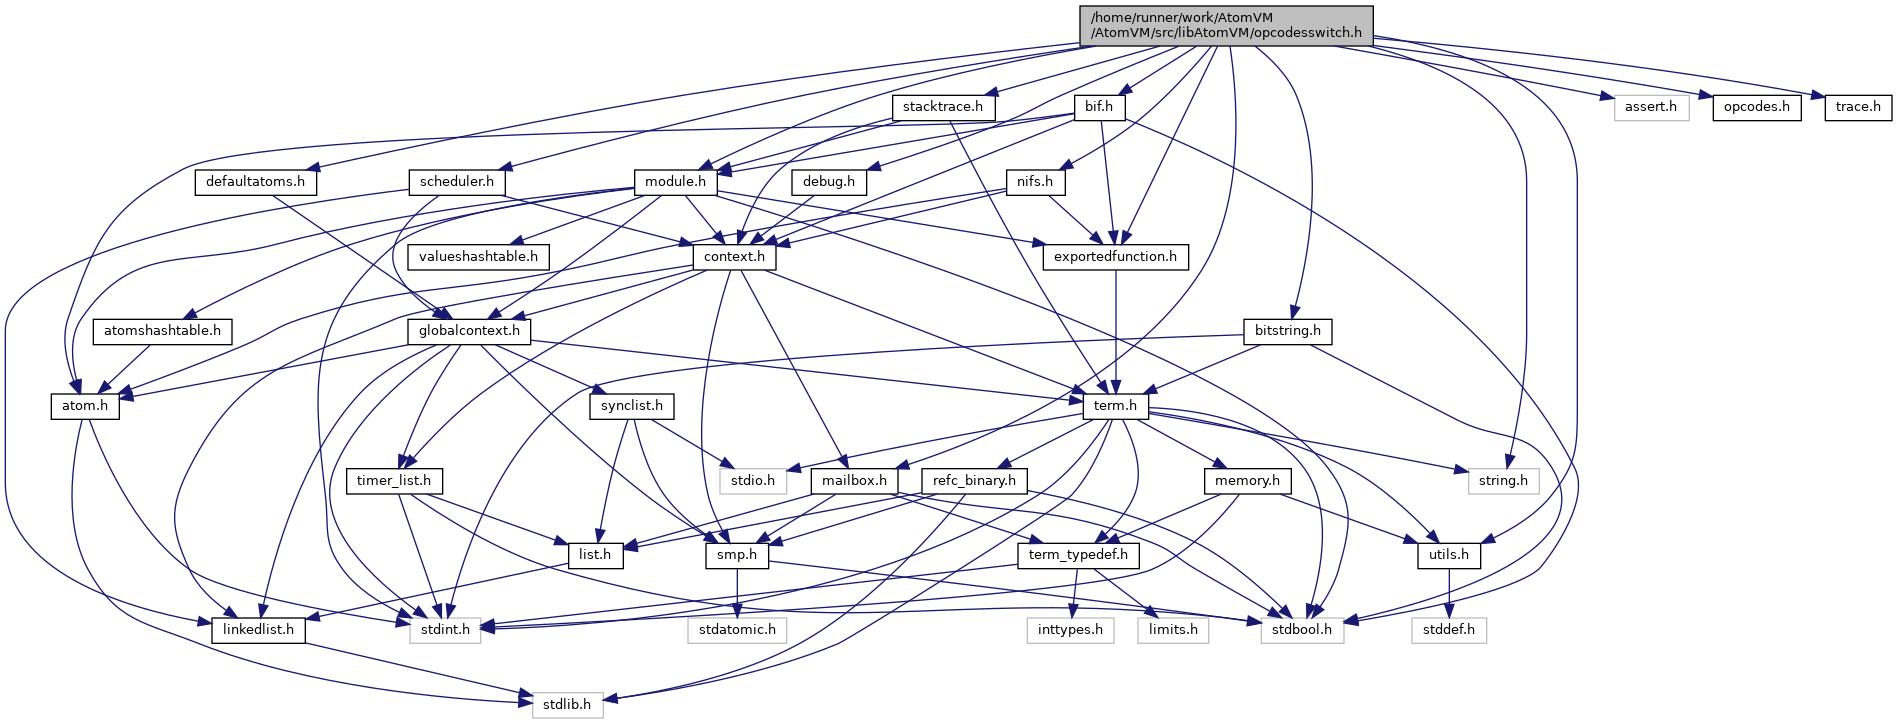 /home/runner/work/AtomVM
/AtomVM/src/libAtomVM/opcodesswitch.h
stacktrace.h
bif.h
assert.h
opcodes.h
trace.h
defaultatoms.h
scheduler.h
module.h
debug.h
nifs.h
valueshashtable.h
context.h
exportedfunction.h
atomshashtable.h
globalcontext.h
bitstring.h
atom.h
synclist.h
term.h
timer_list.h
stdio.h
mailbox.h
refc_binary.h
memory.h
string.h
list.h
smp.h
term_typedef.h
utils.h
linkedlist.h
stdint.h
stdatomic.h
inttypes.h
limits.h
stdbool.h
stddef.h
stdlib.h